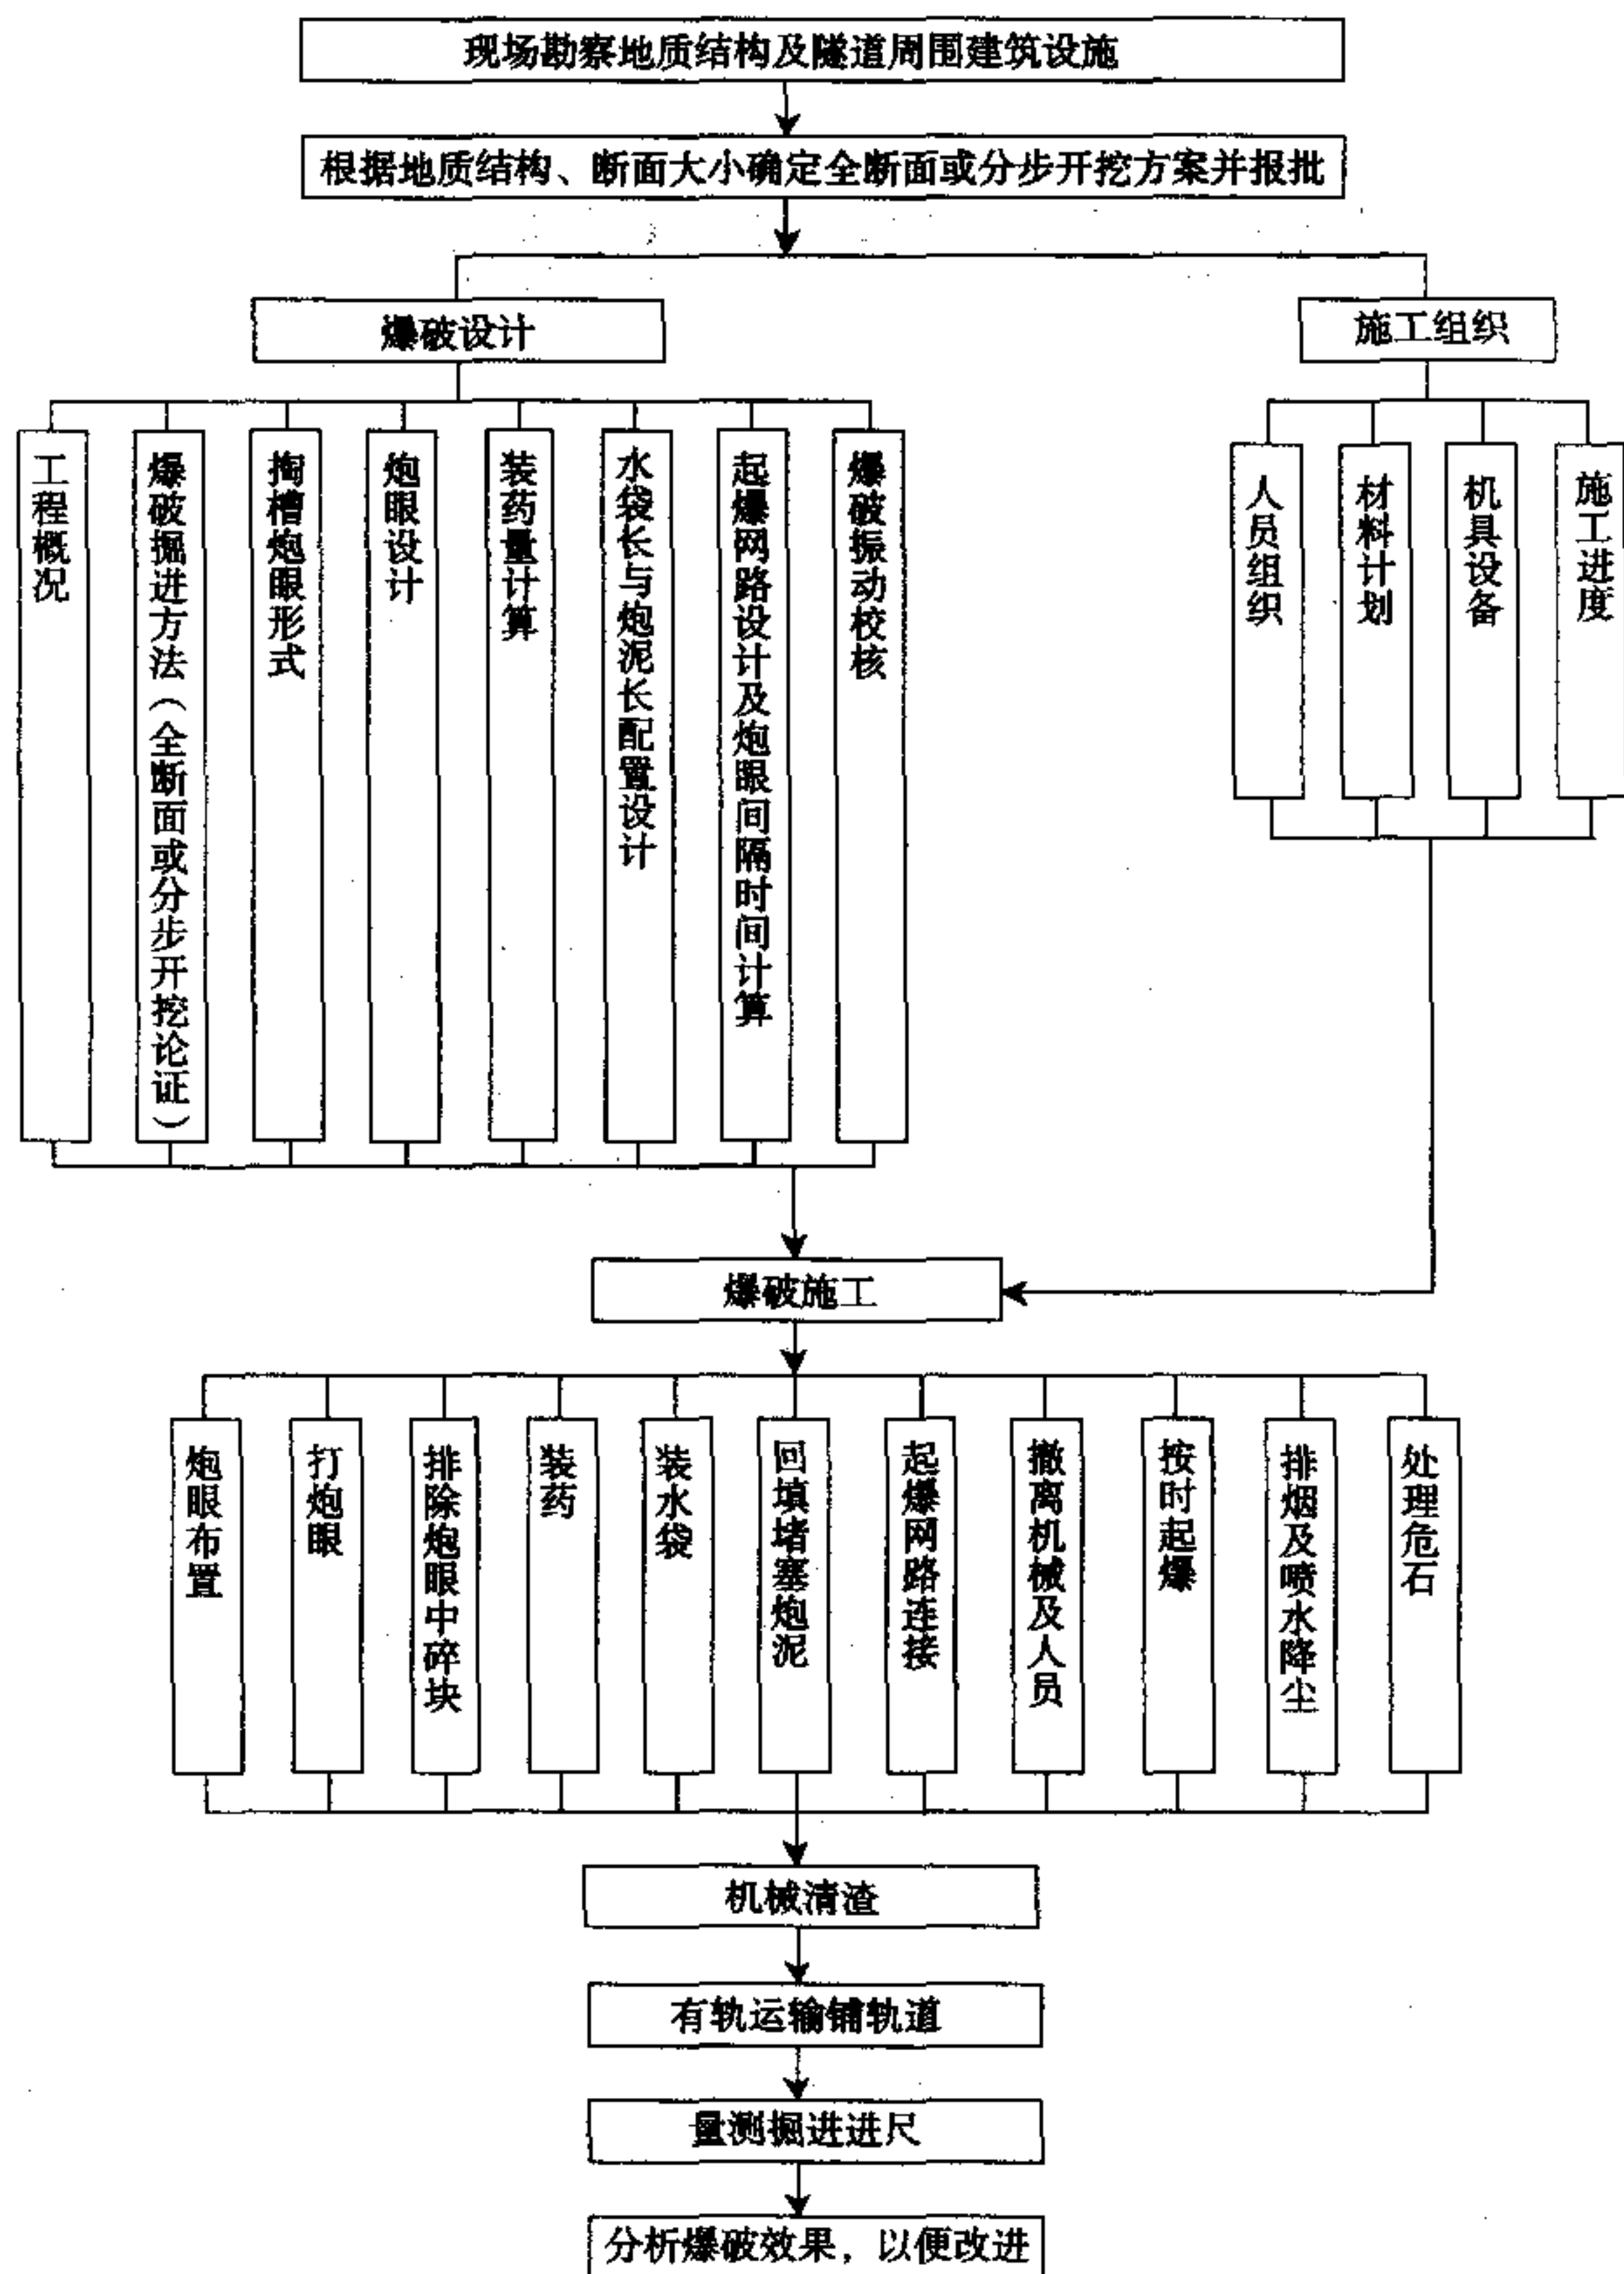 现场勘察地质结构及隧道周围建筑设施
根据地质结构、断面大小确定全断面或分步开挖方案并报批
爆破设计
施工组织
工程概况
爆破掘进方法（全断面或分步开挖论证）
掏槽炮眼形式
炮眼设计
装药量计算
水袋长与炮泥长配置设计
起爆网路设计及炮眼间隔时间计算
爆破振动校核
人员组织
材料计划
机具设备
施工进度
爆破施工
炮眼布置
打炮眼
排除炮眼中碎块
装药
装水袋
回填堵塞炮泥
起爆网路连接
撤离机械及人员
按时起爆
排烟及喷水降尘
处理危石
机械清渣
有轨运输铺轨道
量测掘进进尺
分析爆破效果，以便改进